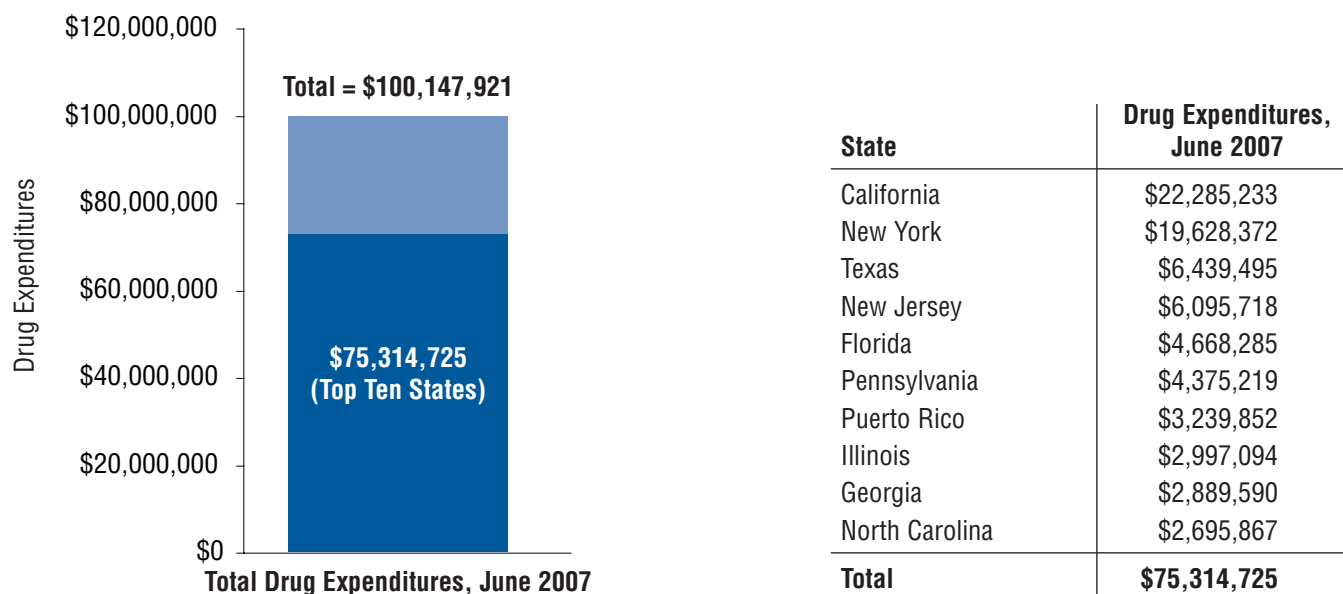 $120,000,000
Total = $100,147,921
$100,000,000
$80,000,000
$60,000,000
$40,000,000
$20,000,000
$0
Drug Expenditures
$75,314,725
(Top Ten States)
Total Drug Expenditures, June 2007
State Drug Expenditures, June 2007
California $22,285,233
New York $19,628,372
Texas $6,439,495
New Jersey $6,095,718
Florida $4,668,285
Pennsylvania $4,375,219
Puerto Rico $3,239,852
Illinois $2,997,094
Georgia $2,889,590
North Carolina $2,695,867
Total $75,314,725